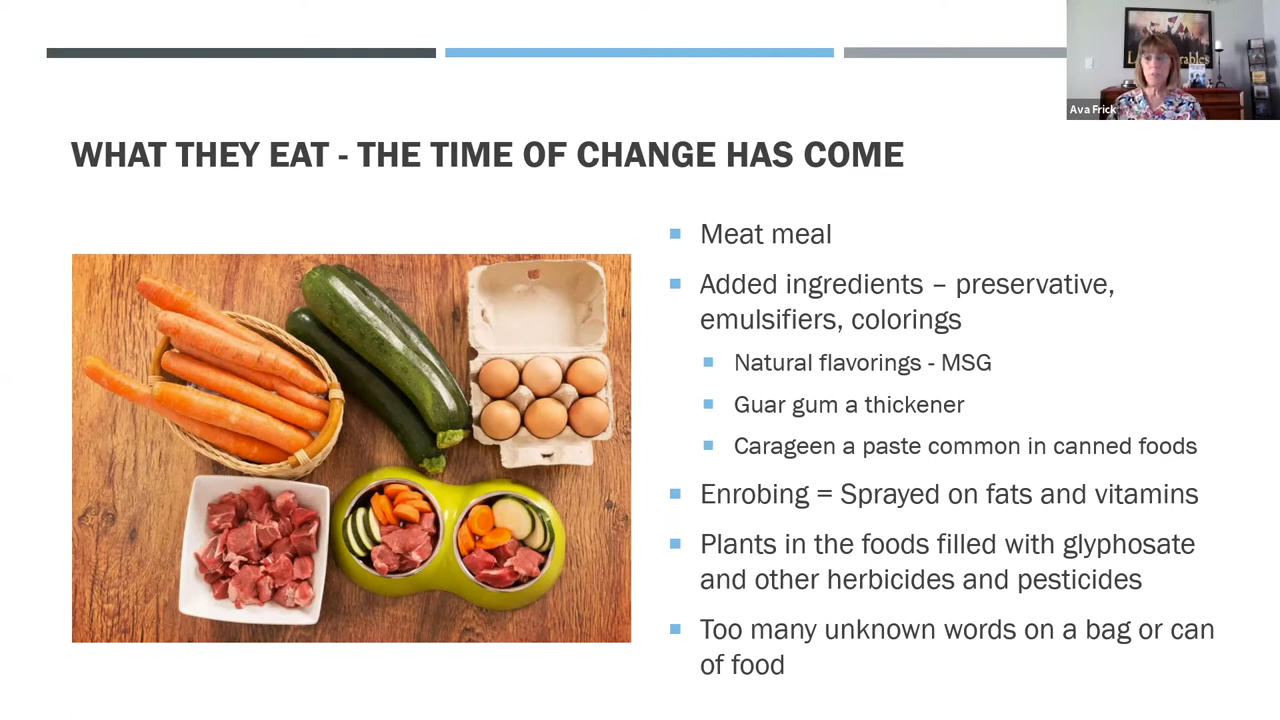 Ava Frick
WHAT THEY EAT - THE TIME OF CHANGE HAS COME
Meat meal
Added ingredients – preservative,
emulsifiers, colorings
Natural flavorings - MSG
Guar gum a thickener
Carageen a paste common in canned foods
Enrobing = Sprayed on fats and vitamins
Plants in the foods filled with glyphosate
and other herbicides and pesticides
Too many unknown words on a bag or can
of food